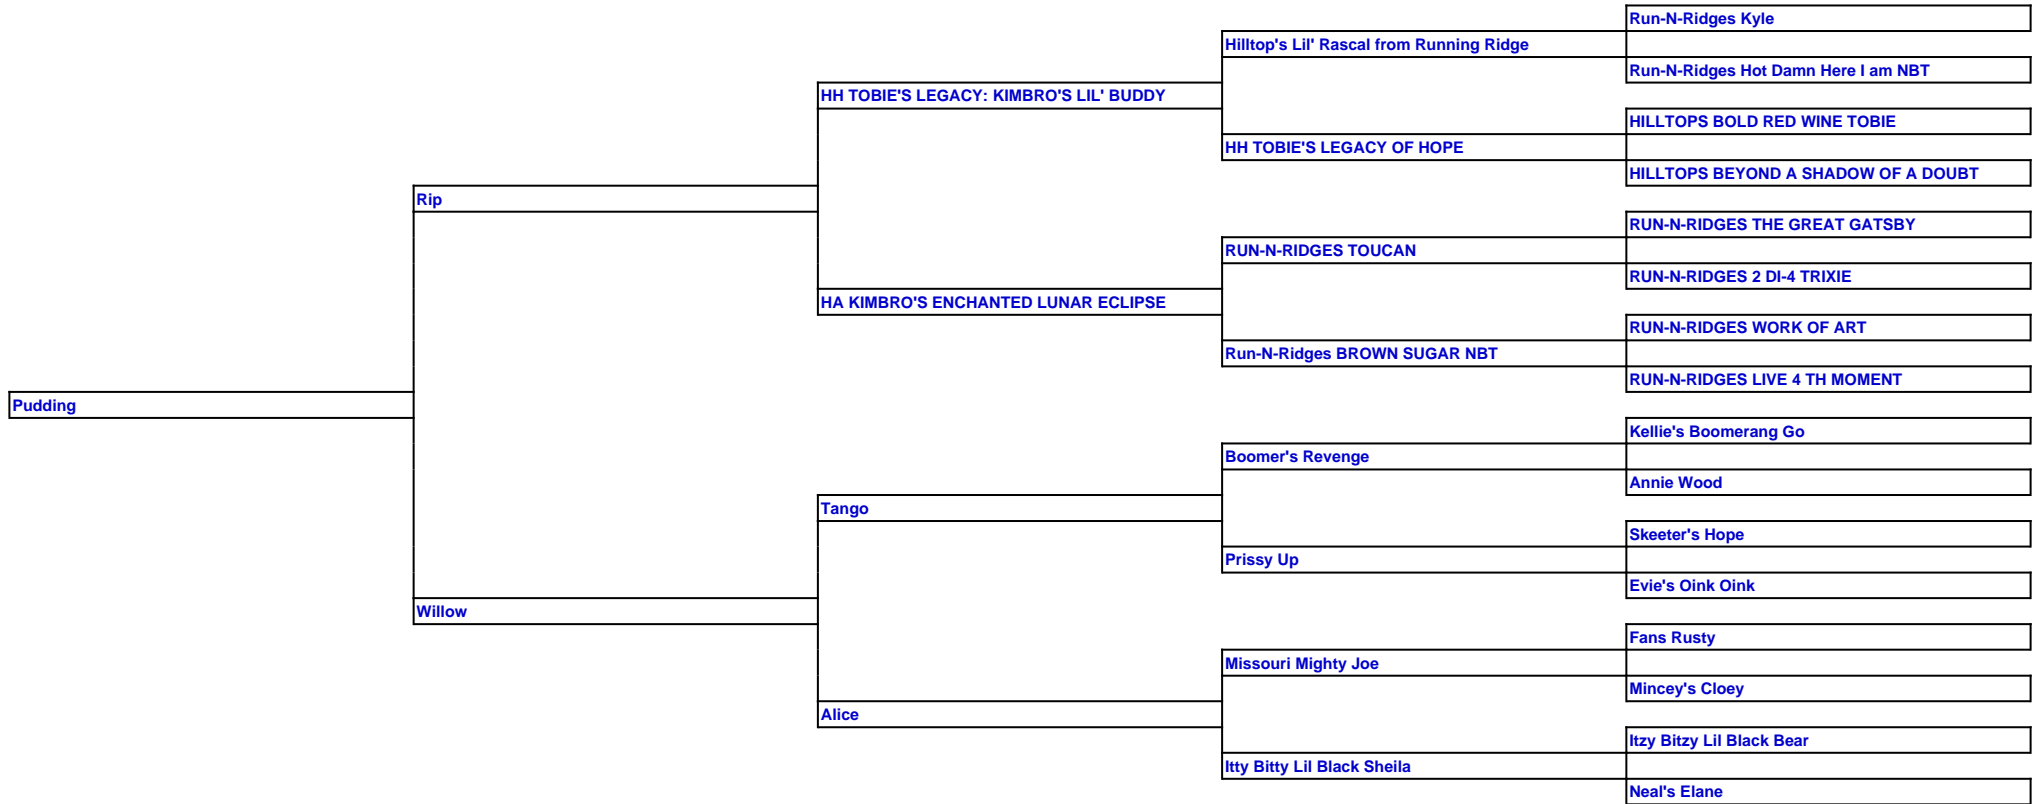 Run-N-Ridges Kyle
Hilltop's Lil' Rascal from Running Ridge
Run-N-Ridges Hot Damn Here I am NBT
HH TOBIE'S LEGACY: KIMBRO'S LIL' BUDDY
HILLTOPS BOLD RED WINE TOBIE
HH TOBIE'S LEGACY OF HOPE
HILLTOPS BEYOND A SHADOW OF A DOUBT
Rip
RUN-N-RIDGES THE GREAT GATSBY
RUN-N-RIDGES TOUCAN
RUN-N-RIDGES 2 DI-4 TRIXIE
HA KIMBRO'S ENCHANTED LUNAR ECLIPSE
RUN-N-RIDGES WORK OF ART
Run-N-Ridges BROWN SUGAR NBT
RUN-N-RIDGES LIVE 4 TH MOMENT
Pudding
Kellie's Boomerang Go
Boomer's Revenge
Annie Wood
Tango
Skeeter's Hope
Prissy Up
Evie's Oink Oink
Willow
Fans Rusty
Missouri Mighty Joe
Mincey's Cloey
Alice
Itzy Bitzy Lil Black Bear
Itty Bitty Lil Black Sheila
Neal's Elane